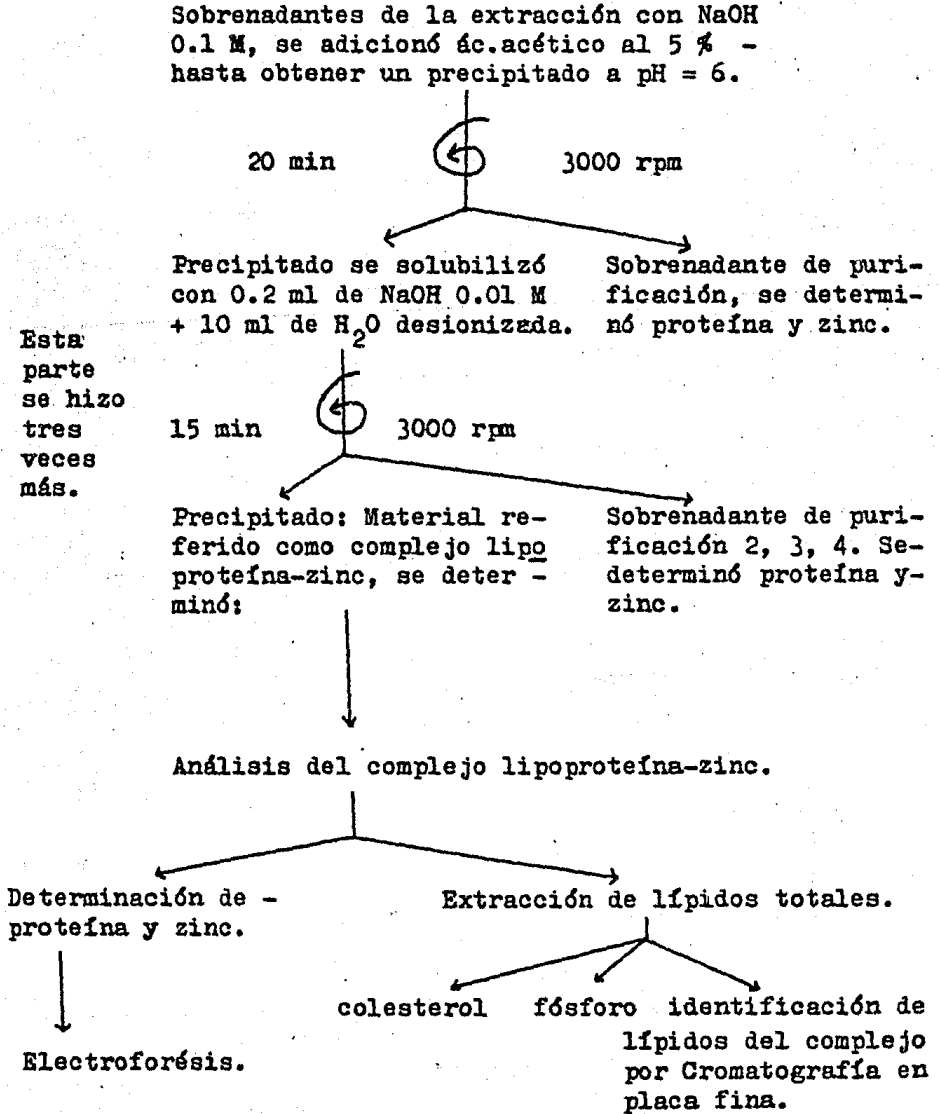 Sobrenadantes de la extracción con NaOH
0.1 M, se adicionó ác.acético al 5 % -
hasta obtener un precipitado a pH = 6.
20 min
3000 rpm
Precipitado se solubilizó
con 0.2 ml de NaOH 0.01 M
+ 10 ml de H2O desionizada.
Sobrenadante de puri-
ficación, se determi-
nó proteína y zinc.
Esta
parte
se hizo
tres
veces
más.
15 min
3000 rpm
Precipitado: Material re-
ferido como complejo lipo
proteína-zinc, se deter -
minó:
Sobrenadante de puri-
ficación 2, 3, 4. Se-
determinó proteína y-
zinc.
Análisis del complejo lipoproteína-zinc.
Determinación de -
proteína y zinc.
Extracción de lípidos totales.
colesterol
fósforo
identificación de
lípidos del complejo
por Cromatografía en
placa fina.
Electroforésis.